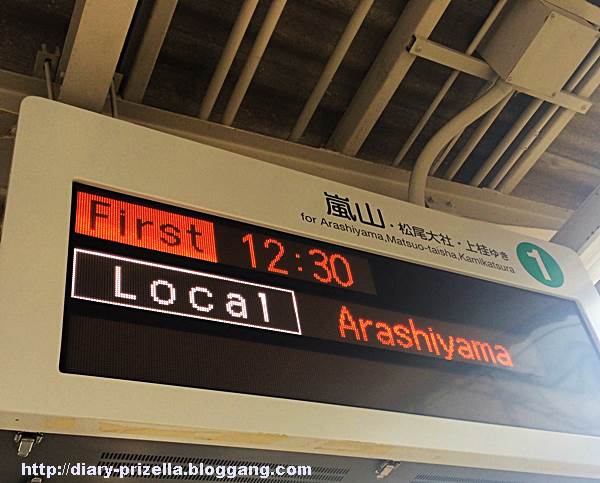 嵐山・松尾大社・上桂ゆき
for Arashiyama,Matsuo-taisha,Kamikatsura
1
First 12:30
Local Arashiyama
http://diary-prizella.bloggang.com